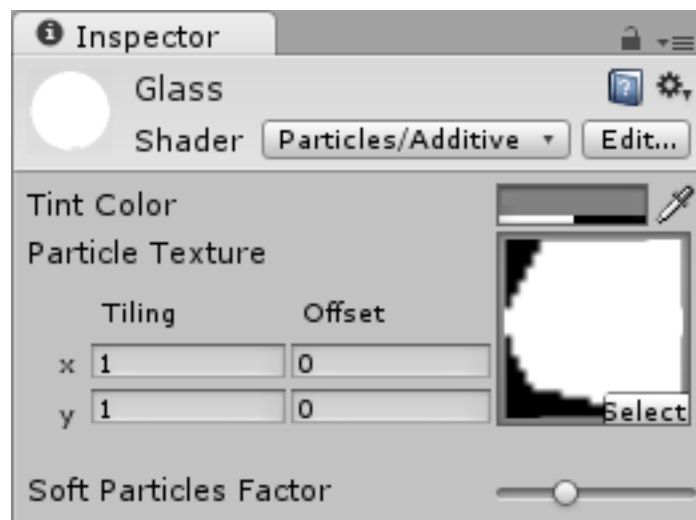 Inspector
Glass
Shader Particles/Additive Edit...
Tint Color
Particle Texture
Tiling Offset
x 1 0
y 1 0
Select
Soft Particles Factor